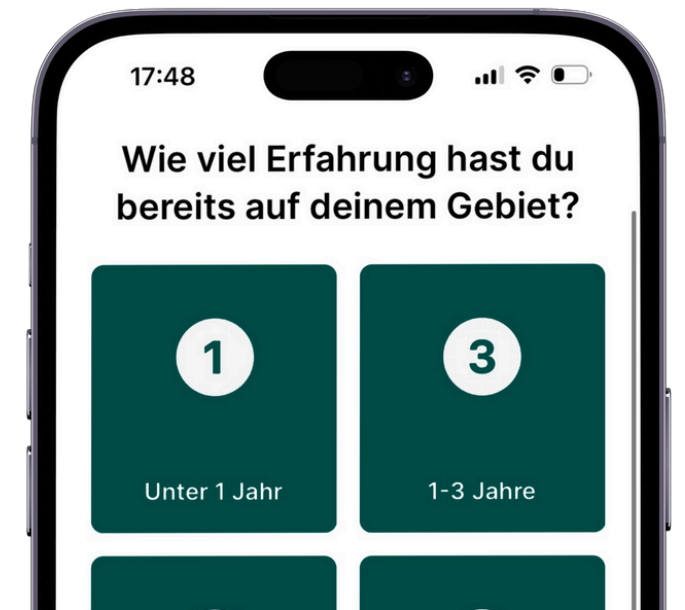 17:48
Wie viel Erfahrung hast du
bereits auf deinem Gebiet?
1
3
Unter 1 Jahr
1-3 Jahre